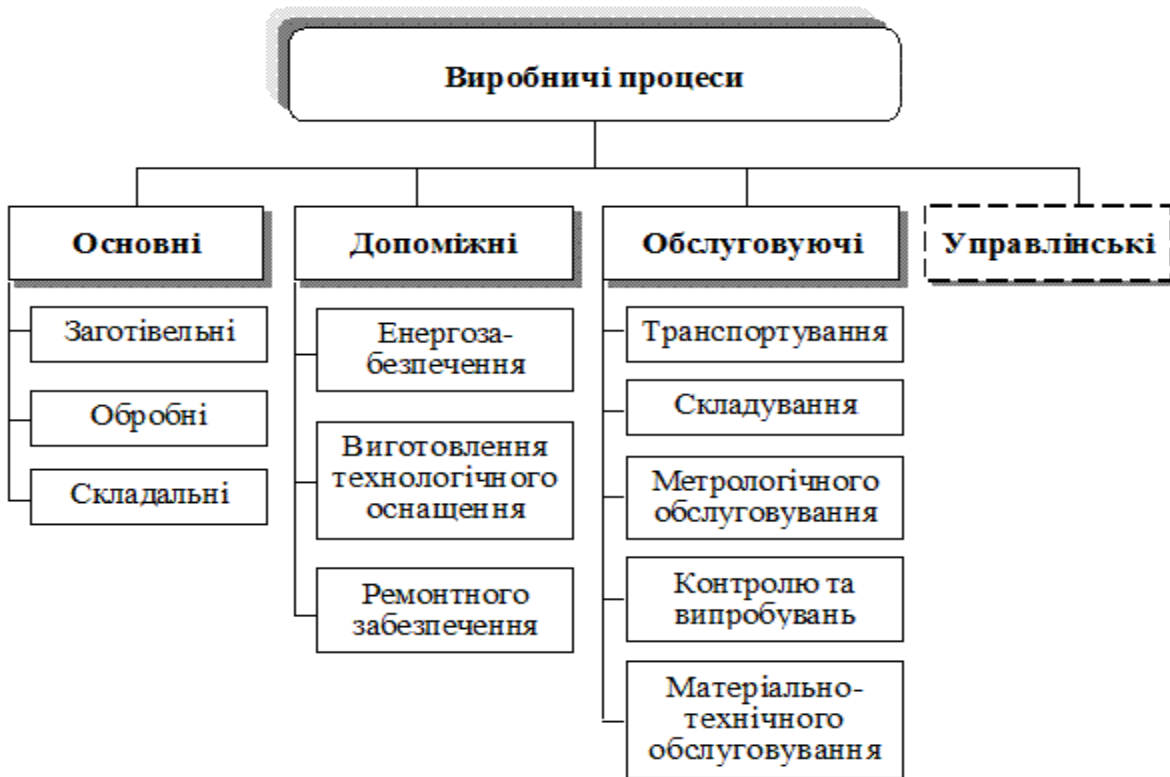 Виробничі процеси
Основні
Допоміжні
Обслуговуючі
Управлінські
Заготівельні
Обробні
Складальні
Енергоза-
безпечення
Виготовлення
технологічного
оснащення
Ремонтного
забезпечення
Транспортування
Складування
Метрологічного
обслуговування
Контролю та
випробувань
Матеріально-
технічного
обслуговування